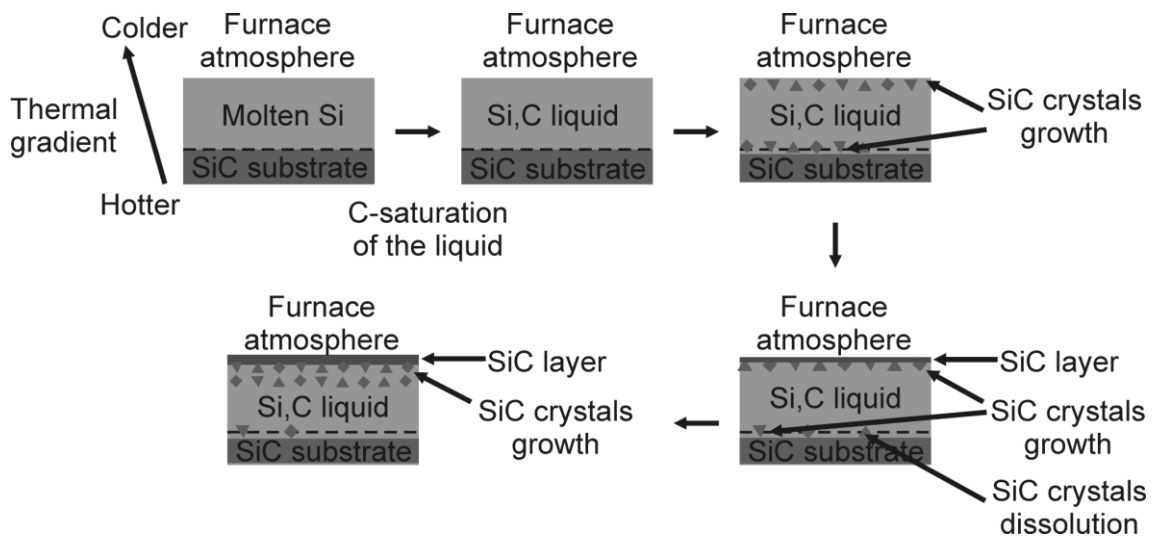 Colder
Thermal
gradient
Hotter
Furnace
atmosphere
Molten Si
SiC substrate
C-saturation
of the liquid
Furnace
atmosphere
Si,C liquid
SiC substrate
Furnace
atmosphere
Si,C liquid
SiC substrate
SiC crystals
growth
Furnace
atmosphere
Si,C liquid
SiC substrate
SiC layer
SiC crystals
growth
Furnace
atmosphere
Si,C liquid
SiC substrate
SiC layer
SiC crystals
growth
SiC crystals
dissolution